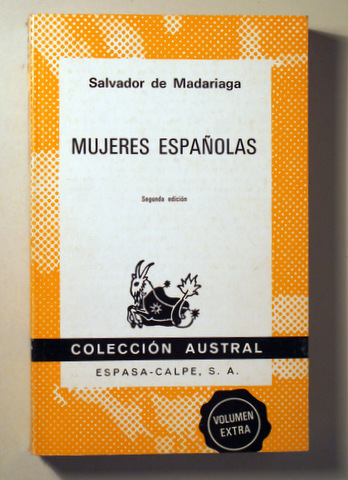 Salvador de Madariaga
MUJERES ESPAÑOLAS
Segunda edición
COLECCIÓN AUSTRAL
ESPASA-CALPE, S. A.
VOLUMEN
EXTRA